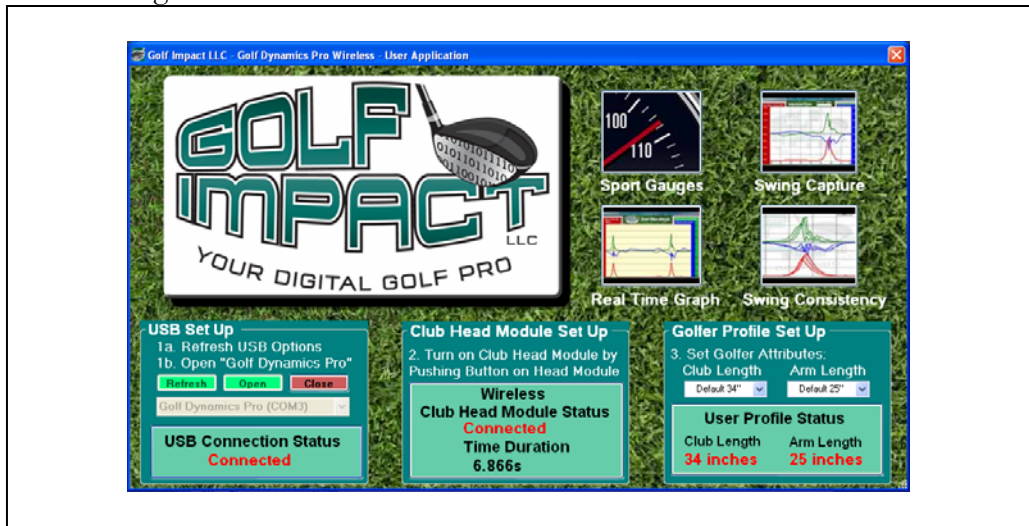 Golf Impact LLC - Golf Dynamics Pro Wireless - User Application
GOLF
IMPACT
LLC
YOUR DIGITAL GOLF PRO
100
110
Sport Gauges
Swing Capture
Real Time Graph
Swing Consistency
USB Set Up
1a. Refresh USB Options
1b. Open "Golf Dynamics Pro"
Refresh
Open
Close
Golf Dynamics Pro (COM3)
USB Connection Status
Connected
Club Head Module Set Up
2. Turn on Club Head Module by
Pushing Button on Head Module
Wireless
Club Head Module Status
Connected
Time Duration
6.866s
Golfer Profile Set Up
3. Set Golfer Attributes:
Club Length Arm Length
Default 34" Default 25"
User Profile Status
Club Length Arm Length
34 inches 25 inches